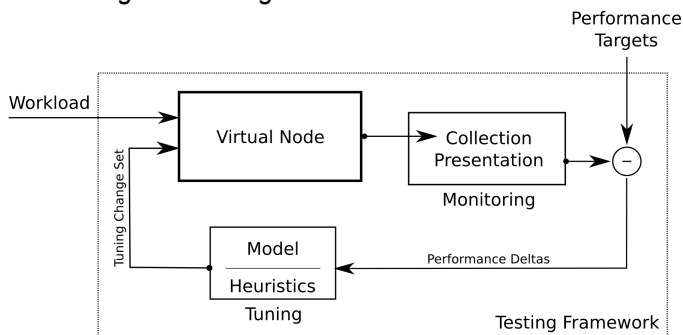 Performance
Targets
Workload
Virtual Node
Collection
Presentation
−
Monitoring
Tuning Change Set
Model
Heuristics
Tuning
Performance Deltas
Testing Framework